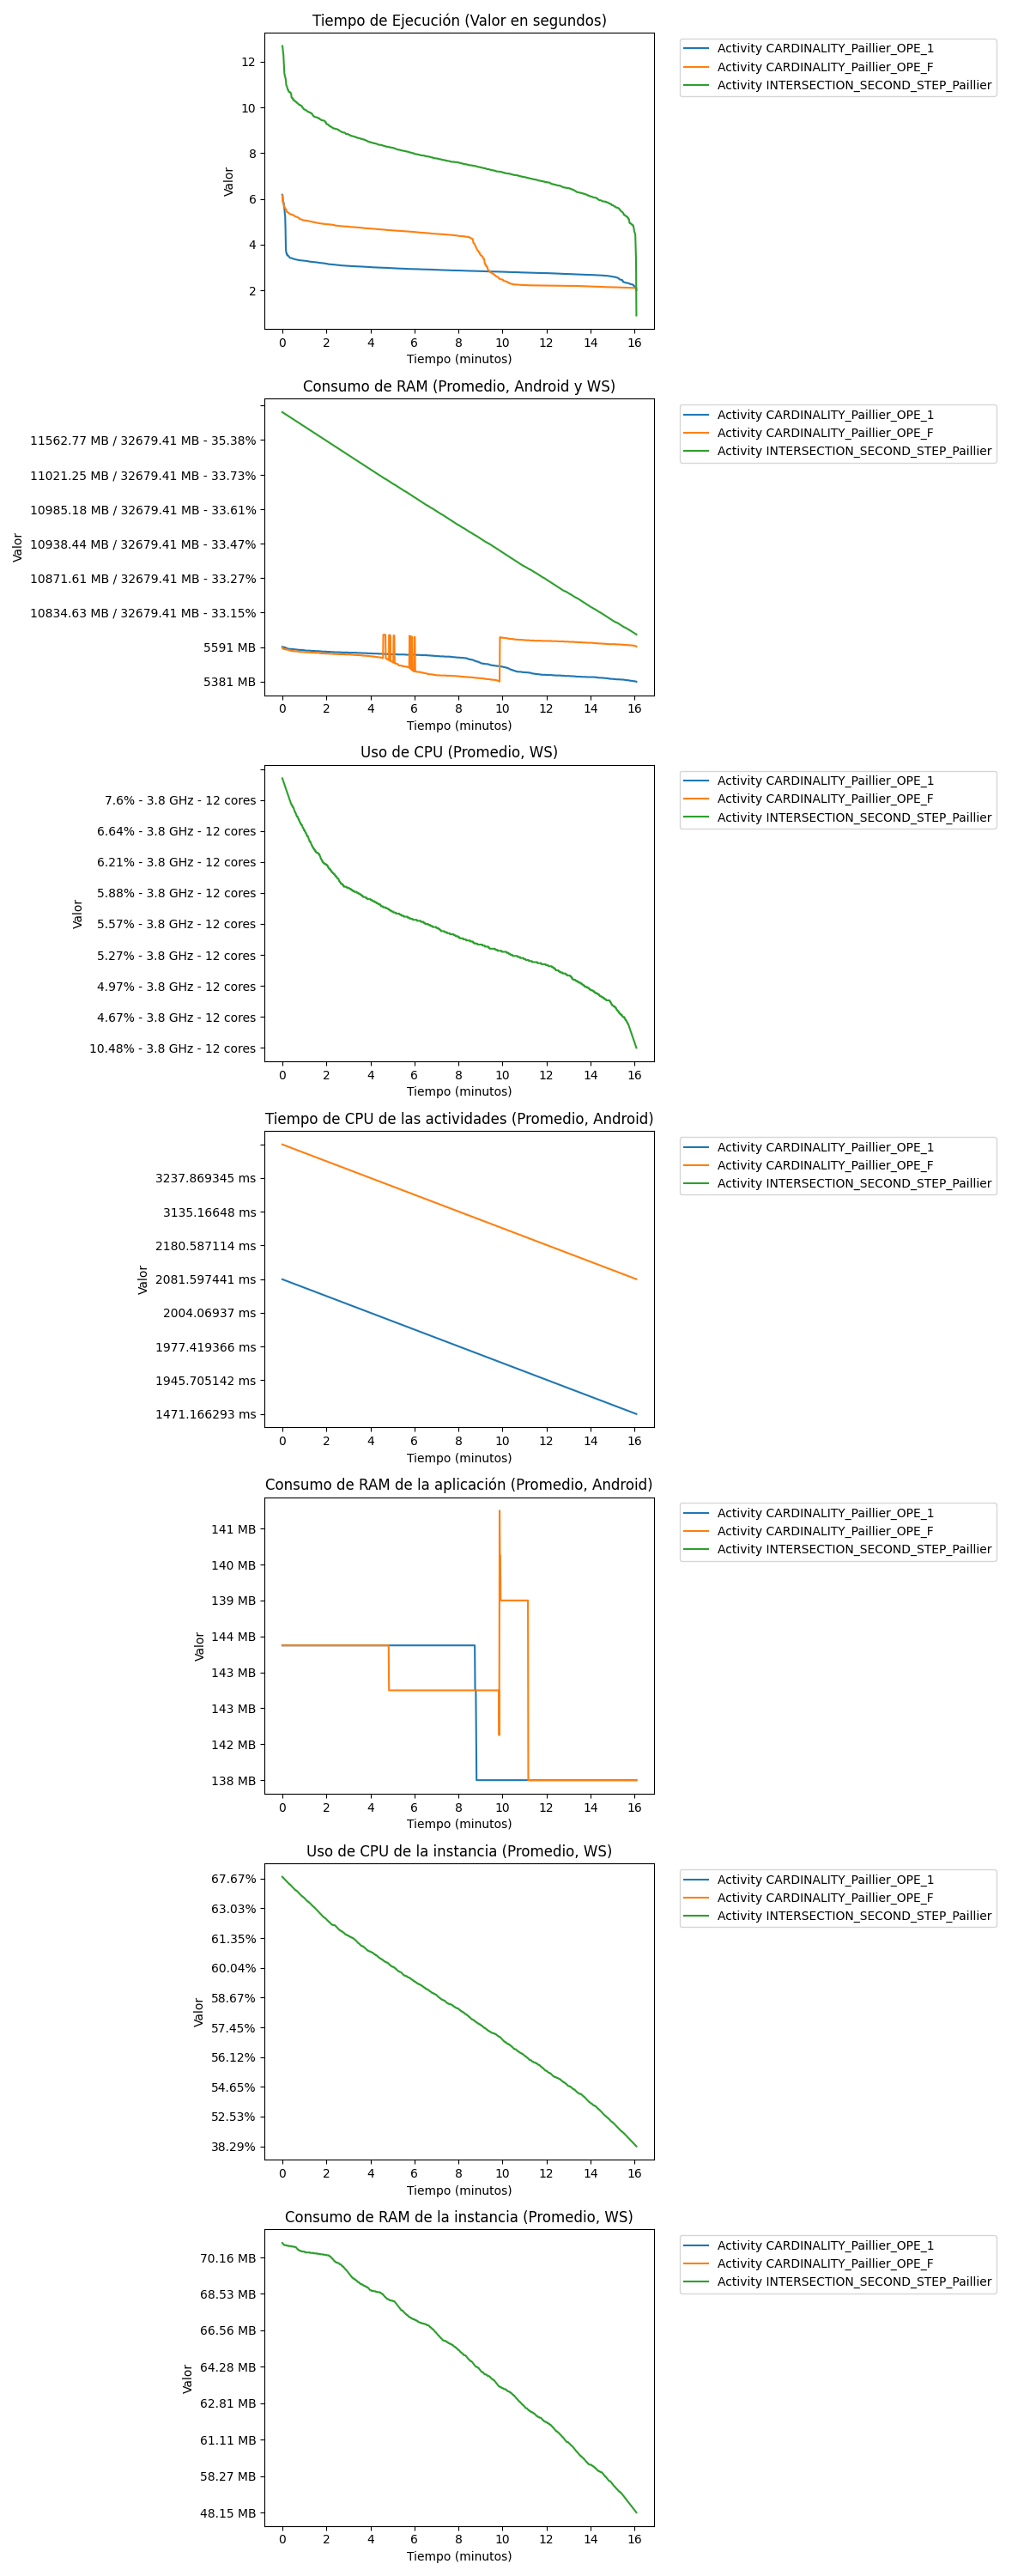 Tiempo de Ejecución (Valor en segundos)
12
10
8
6
4
2
Valor
0 2 4 6 8 10 12 14 16
Tiempo (minutos)
Activity CARDINALITY_Paillier_OPE_1
Activity CARDINALITY_Paillier_OPE_F
Activity INTERSECTION_SECOND_STEP_Paillier
Consumo de RAM (Promedio, Android y WS)
11562.77 MB / 32679.41 MB - 35.38%
11021.25 MB / 32679.41 MB - 33.73%
10985.18 MB / 32679.41 MB - 33.61%
10938.44 MB / 32679.41 MB - 33.47%
10871.61 MB / 32679.41 MB - 33.27%
10834.63 MB / 32679.41 MB - 33.15%
5591 MB
5381 MB
Valor
0 2 4 6 8 10 12 14 16
Tiempo (minutos)
Activity CARDINALITY_Paillier_OPE_1
Activity CARDINALITY_Paillier_OPE_F
Activity INTERSECTION_SECOND_STEP_Paillier
Uso de CPU (Promedio, WS)
7.6% - 3.8 GHz - 12 cores
6.64% - 3.8 GHz - 12 cores
6.21% - 3.8 GHz - 12 cores
5.88% - 3.8 GHz - 12 cores
5.57% - 3.8 GHz - 12 cores
5.27% - 3.8 GHz - 12 cores
4.97% - 3.8 GHz - 12 cores
4.67% - 3.8 GHz - 12 cores
10.48% - 3.8 GHz - 12 cores
Valor
0 2 4 6 8 10 12 14 16
Tiempo (minutos)
Activity CARDINALITY_Paillier_OPE_1
Activity CARDINALITY_Paillier_OPE_F
Activity INTERSECTION_SECOND_STEP_Paillier
Tiempo de CPU de las actividades (Promedio, Android)
3237.869345 ms
3135.16648 ms
2180.587114 ms
2081.597441 ms
2004.06937 ms
1977.419366 ms
1945.705142 ms
1471.166293 ms
Valor
0 2 4 6 8 10 12 14 16
Tiempo (minutos)
Activity CARDINALITY_Paillier_OPE_1
Activity CARDINALITY_Paillier_OPE_F
Activity INTERSECTION_SECOND_STEP_Paillier
Consumo de RAM de la aplicación (Promedio, Android)
141 MB
140 MB
139 MB
144 MB
143 MB
143 MB
142 MB
138 MB
Valor
0 2 4 6 8 10 12 14 16
Tiempo (minutos)
Activity CARDINALITY_Paillier_OPE_1
Activity CARDINALITY_Paillier_OPE_F
Activity INTERSECTION_SECOND_STEP_Paillier
Uso de CPU de la instancia (Promedio, WS)
67.67%
63.03%
61.35%
60.04%
58.67%
57.45%
56.12%
54.65%
52.53%
38.29%
Valor
0 2 4 6 8 10 12 14 16
Tiempo (minutos)
Activity CARDINALITY_Paillier_OPE_1
Activity CARDINALITY_Paillier_OPE_F
Activity INTERSECTION_SECOND_STEP_Paillier
Consumo de RAM de la instancia (Promedio, WS)
70.16 MB
68.53 MB
66.56 MB
64.28 MB
62.81 MB
61.11 MB
58.27 MB
48.15 MB
Valor
0 2 4 6 8 10 12 14 16
Tiempo (minutos)
Activity CARDINALITY_Paillier_OPE_1
Activity CARDINALITY_Paillier_OPE_F
Activity INTERSECTION_SECOND_STEP_Paillier